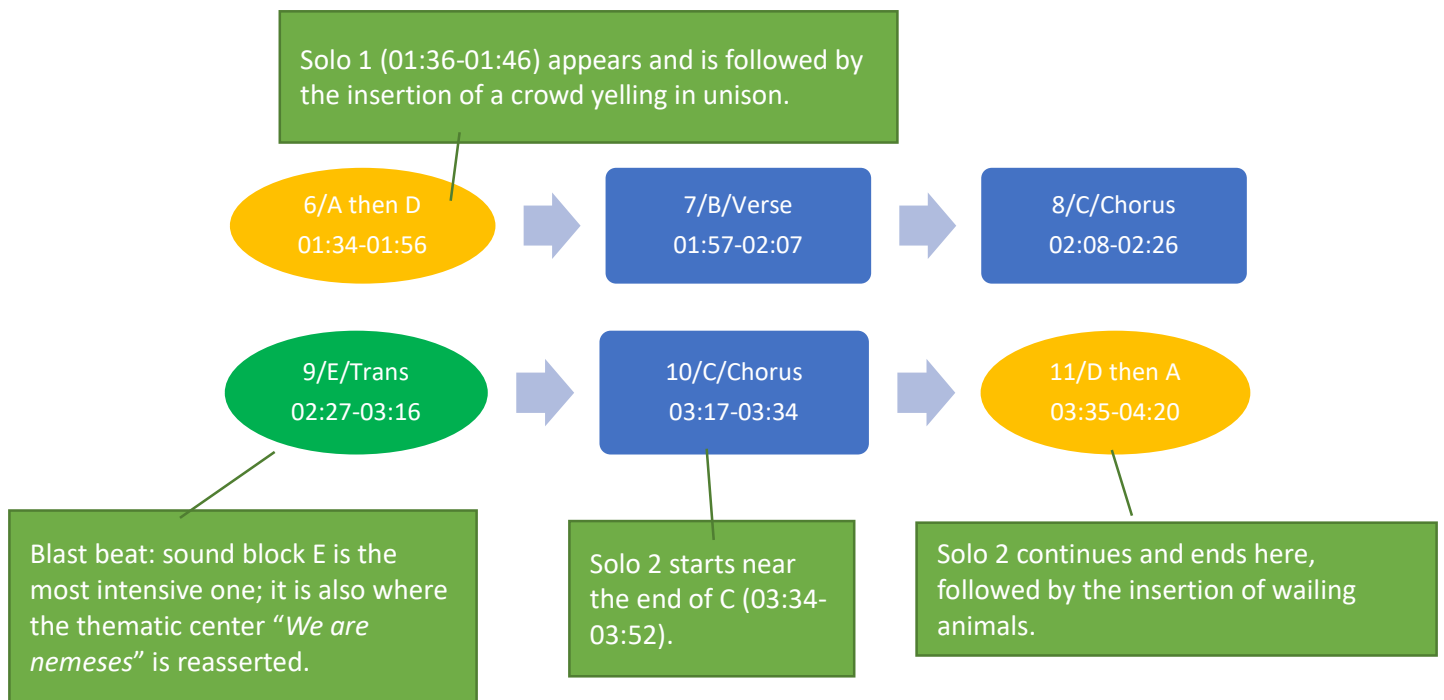 Solo 1 (01:36-01:46) appears and is followed by
the insertion of a crowd yelling in unison.
6/A then D
01:34-01:56
7/B/Verse
01:57-02:07
8/C/Chorus
02:08-02:26
9/E/Trans
02:27-03:16
10/C/Chorus
03:17-03:34
11/D then A
03:35-04:20
Blast beat: sound block E is the
most intensive one; it is also where
the thematic center “We are
nemeses” is reasserted.
Solo 2 starts near
the end of C (03:34-
03:52).
Solo 2 continues and ends here,
followed by the insertion of wailing
animals.